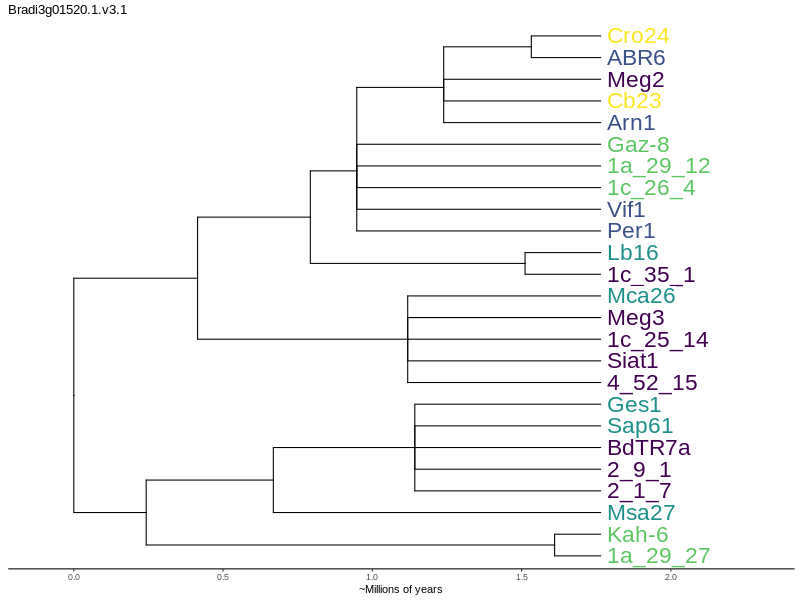 Bradi3g01520.1.v3.1
Cro24
ABR6
Meg2
Cb23
Arn1
Gaz-8
1a_29_12
1c_26_4
Vif1
Per1
Lb16
1c_35_1
Mca26
Meg3
1c_25_14
Siat1
4_52_15
Ges1
Sap61
BdTR7a
2_9_1
2_1_7
Msa27
Kah-6
1a_29_27
0.0 0.5 1.0 1.5 2.0
~Millions of years